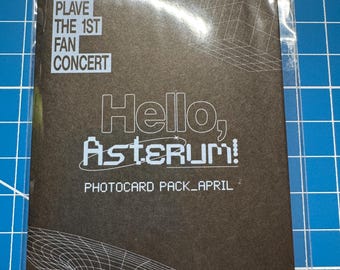 PLAVE
THE 1ST
FAN
CONCERT
Hello,
Asterum!
PHOTOCARD PACK_APRIL